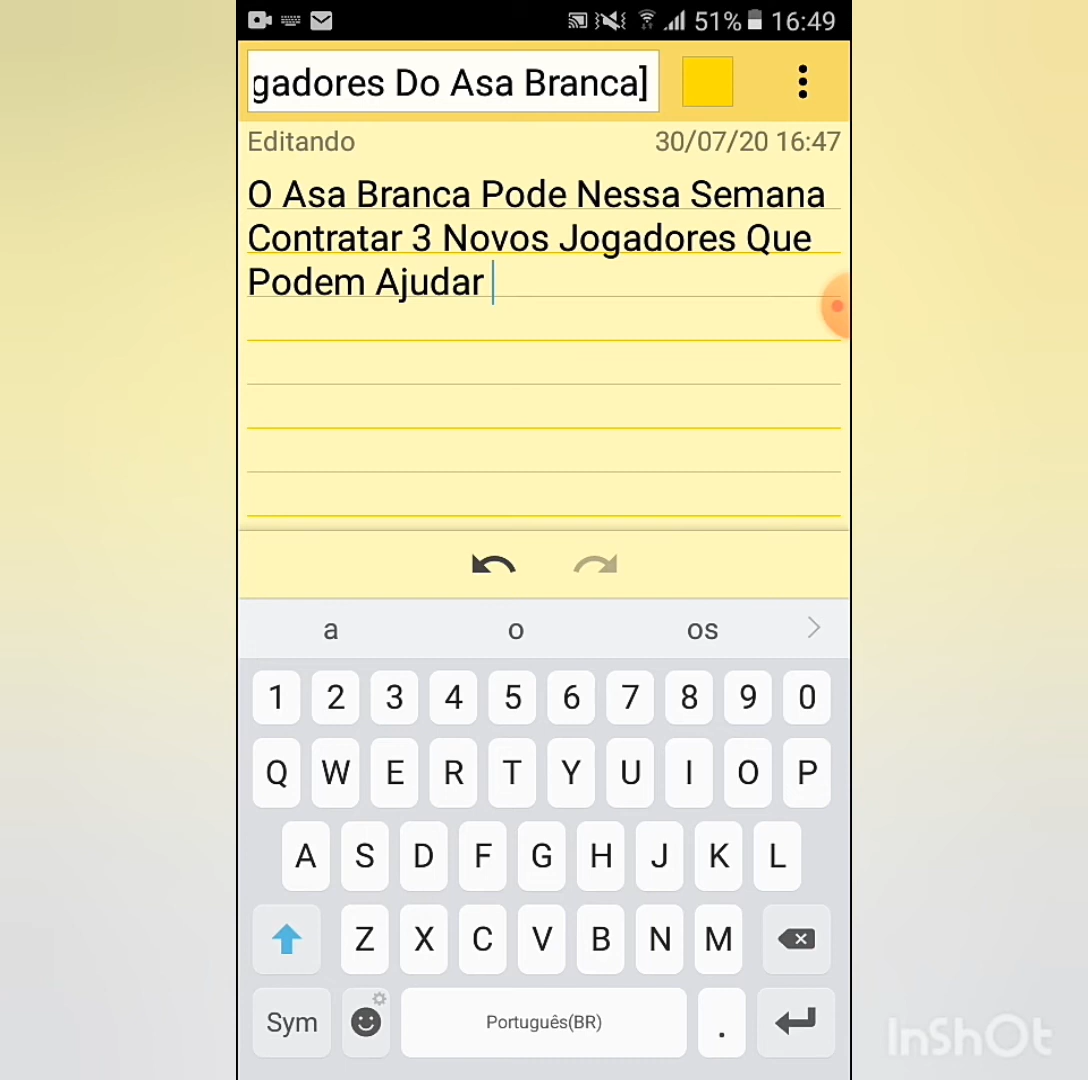 51% 16:49
gadores Do Asa Branca]
Editando 30/07/20 16:47
O Asa Branca Pode Nessa Semana
Contratar 3 Novos Jogadores Que
Podem Ajudar
a o os
1 2 3 4 5 6 7 8 9 0
Q W E R T Y U I O P
A S D F G H J K L
Z X C V B N M
Sym Português(BR) .
InShOt